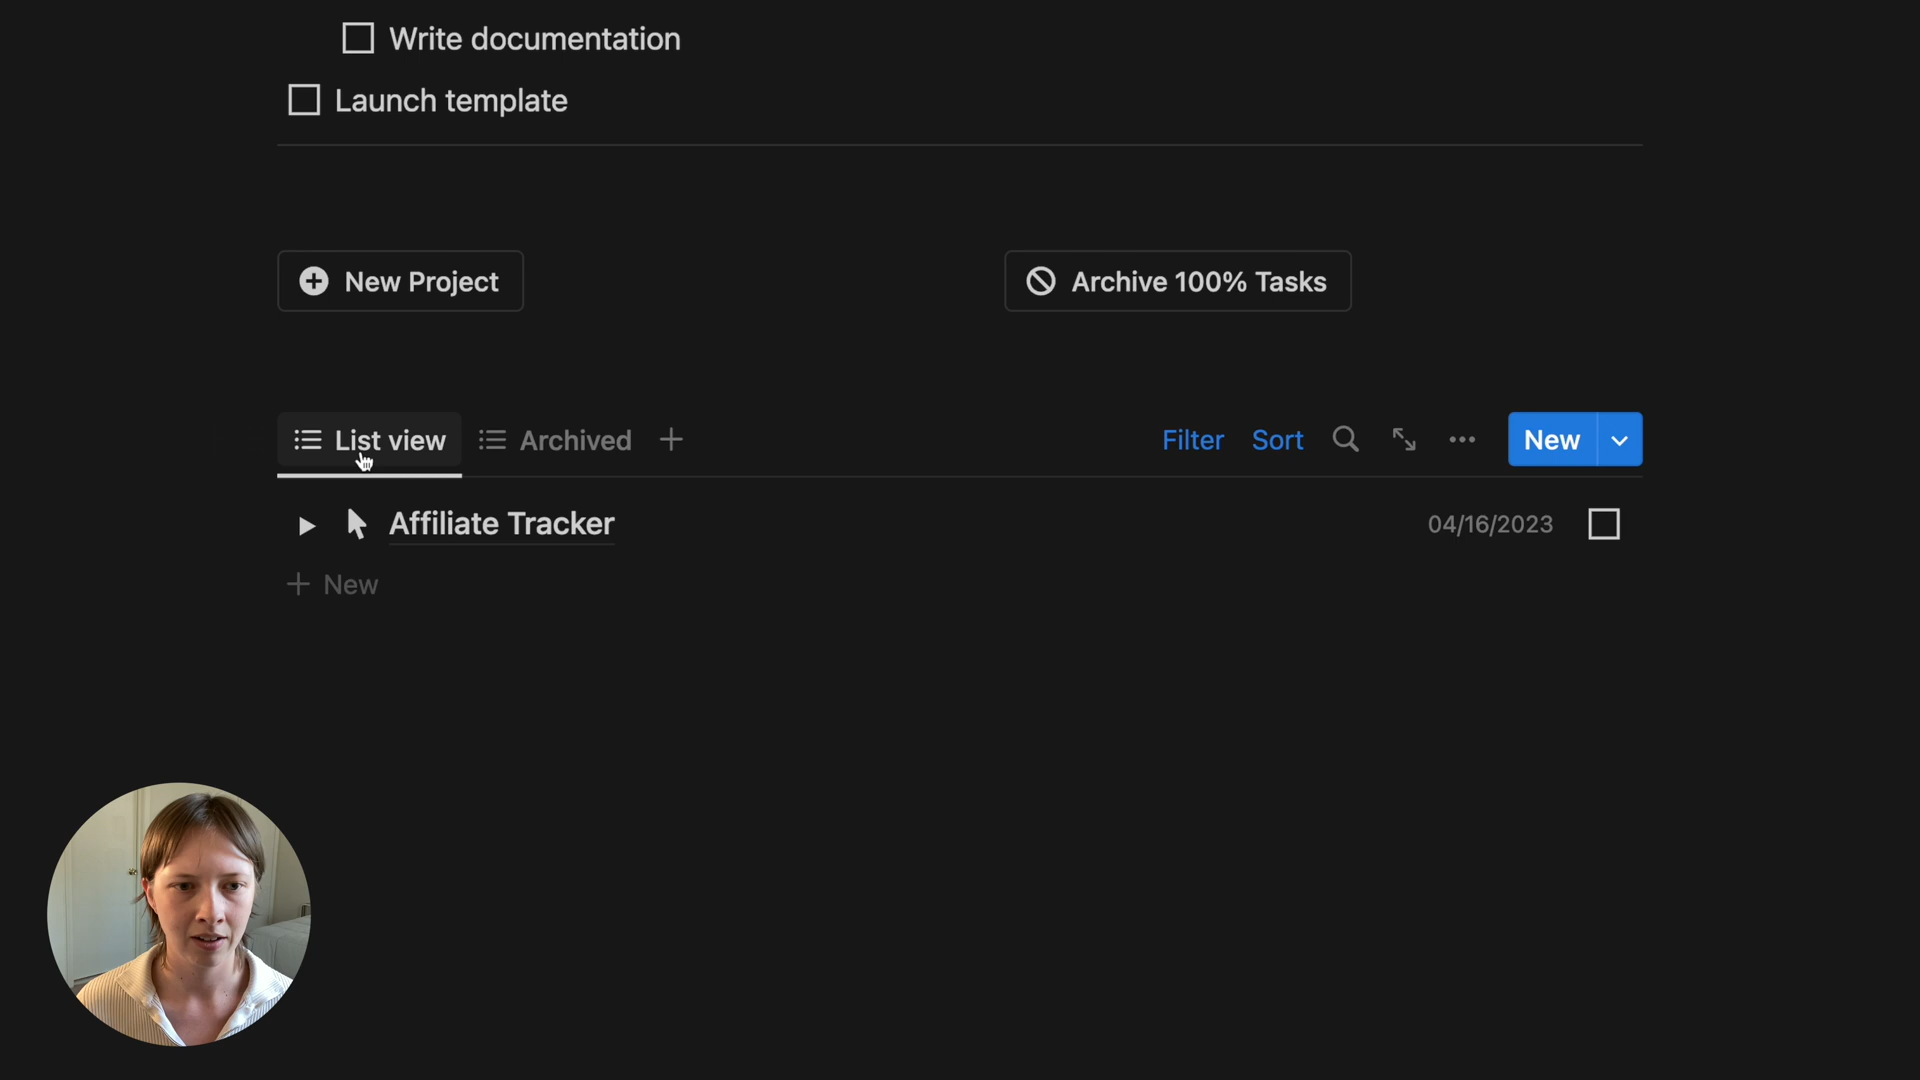 Write documentation
Launch template
New Project
Archive 100% Tasks
List view
Archived
Filter
Sort
New
Affiliate Tracker
04/16/2023
New